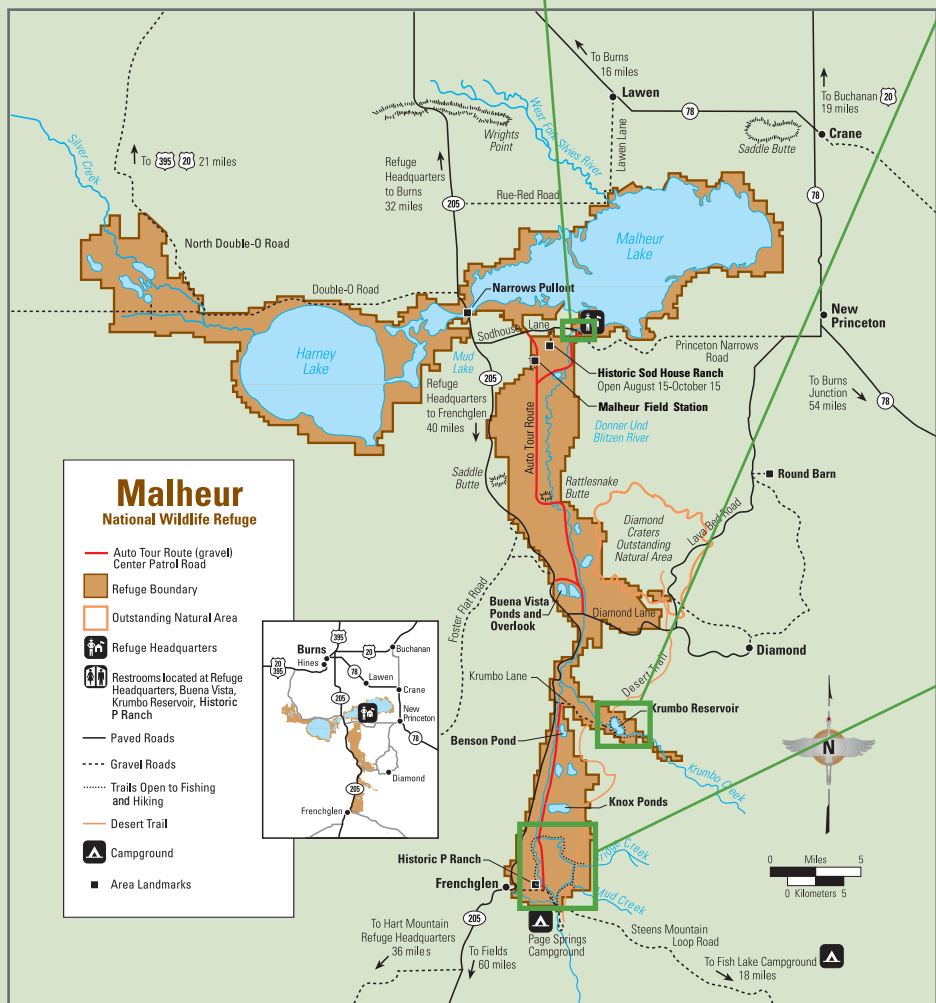 To Burns
16 miles
Lawen
To Buchanan 20
19 miles
78
Crane
Saddle Butte
Lawen Lane
West Fork Silvies River
Wrights
Point
Silver Creek
To 395 20 21 miles
Refuge
Headquarters
to Burns
32 miles
205
Rue-Red Road
78
North Double-O Road
Malheur
Lake
Double-O Road
Narrows Pullout
New
Princeton
Sodhouse Lane
Princeton Narrows
Road
Harney
Lake
Mud
Lake
Historic Sod House Ranch
Open August 15-October 15
205
Refuge
Headquarters
to Frenchglen
40 miles
Malheur Field Station
To Burns
Junction
54 miles
78
Donner Und
Blitzen River
Auto Tour Route
Saddle
Butte
Rattlesnake
Butte
Round Barn
Lava Bed Road
Diamond
Craters
Outstanding
Natural Area
Foster Flat Road
Buena Vista
Ponds and
Overlook
Diamond Lane
Diamond
Desert Trail
Krumbo Lane
Krumbo Reservoir
Benson Pond
Krumbo Creek
Knox Ponds
N
Bridge Creek
Historic P Ranch
Frenchglen
Mud Creek
0 Miles 5
0 Kilometers 5
205
To Hart Mountain
Refuge Headquarters
36 miles
To Fields
60 miles
Page Springs
Campground
Steens Mountain
Loop Road
To Fish Lake Campground
18 miles
Malheur
National Wildlife Refuge
Auto Tour Route (gravel)
Center Patrol Road
Refuge Boundary
Outstanding Natural Area
Refuge Headquarters
Restrooms located at Refuge
Headquarters, Buena Vista,
Krumbo Reservoir, Historic
P Ranch
Paved Roads
Gravel Roads
Trails Open to Fishing
and Hiking
Desert Trail
Campground
Area Landmarks
395
Burns
Hines
20
Buchanan
20
395
78
Lawen
Crane
205
New
Princeton
78
Diamond
205
Frenchglen